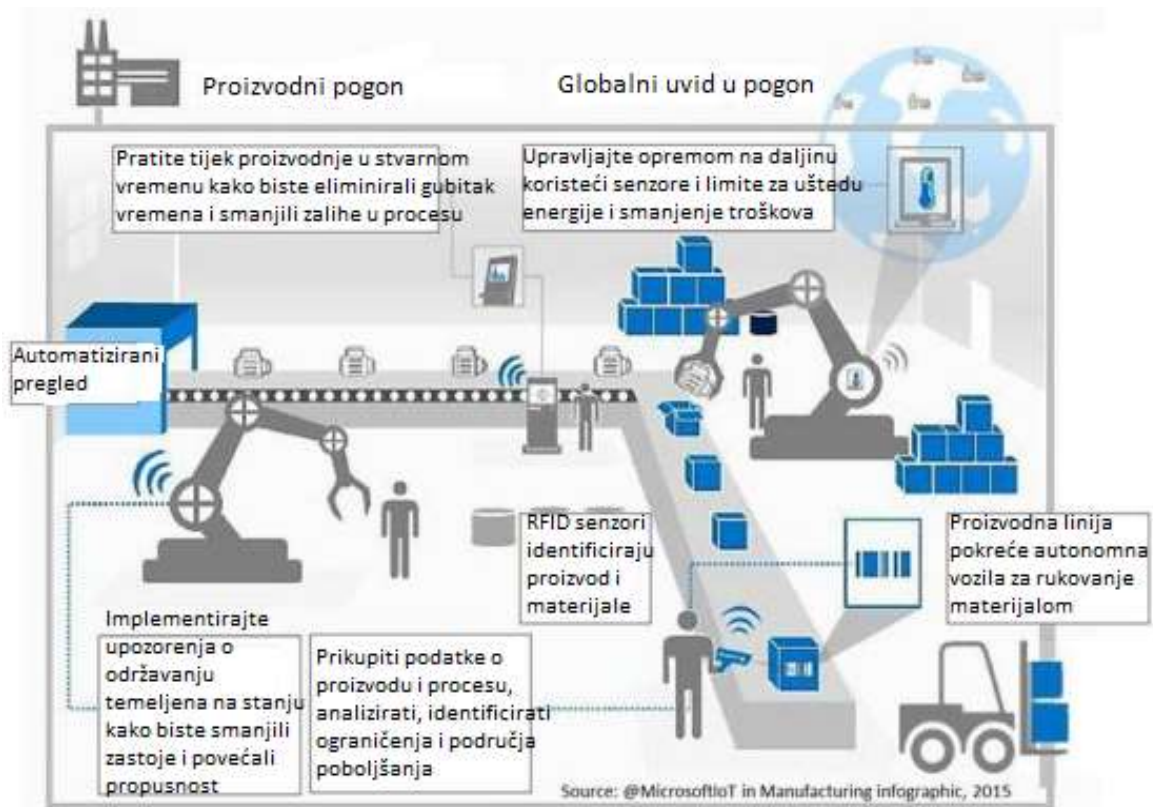 Proizvodni pogon
Globalni uvid u pogon
Pratite tijek proizvodnje u stvarnom
vremenu kako biste eliminirali gubitak
vremena i smanjili zalihe u procesu
Upravljajte opremom na daljinu
koristeći senzore i limite za uštedu
energije i smanjenje troškova
Automatizirani
pregled
RFID senzori
identificiraju
proizvod i
materijale
Proizvodna linija
pokreće autonomna
vozila za rukovanje
materijalom
Implementirajte
upozorenja o
održavanju
temeljena na stanju
kako biste smanjili
zastoje i povećali
propusnost
Prikupiti podatke o
proizvodu i procesu,
analizirati, identificirati
ograničenja i područja
poboljšanja
Source: @MicrosoftIoT in Manufacturing infographic, 2015